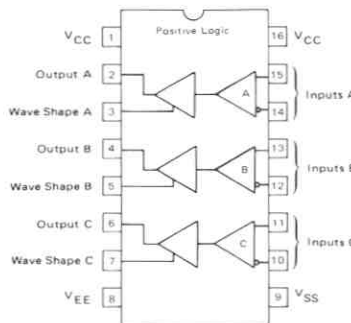 Positive Logic
VCC 1 16 VCC
Output A 2 15
A Inputs A
Wave Shape A 3 14
Output B 4 13
B Inputs B
Wave Shape B 5 12
Output C 6 11
C Inputs
Wave Shape C 7 10
VEE 8 9 VSS